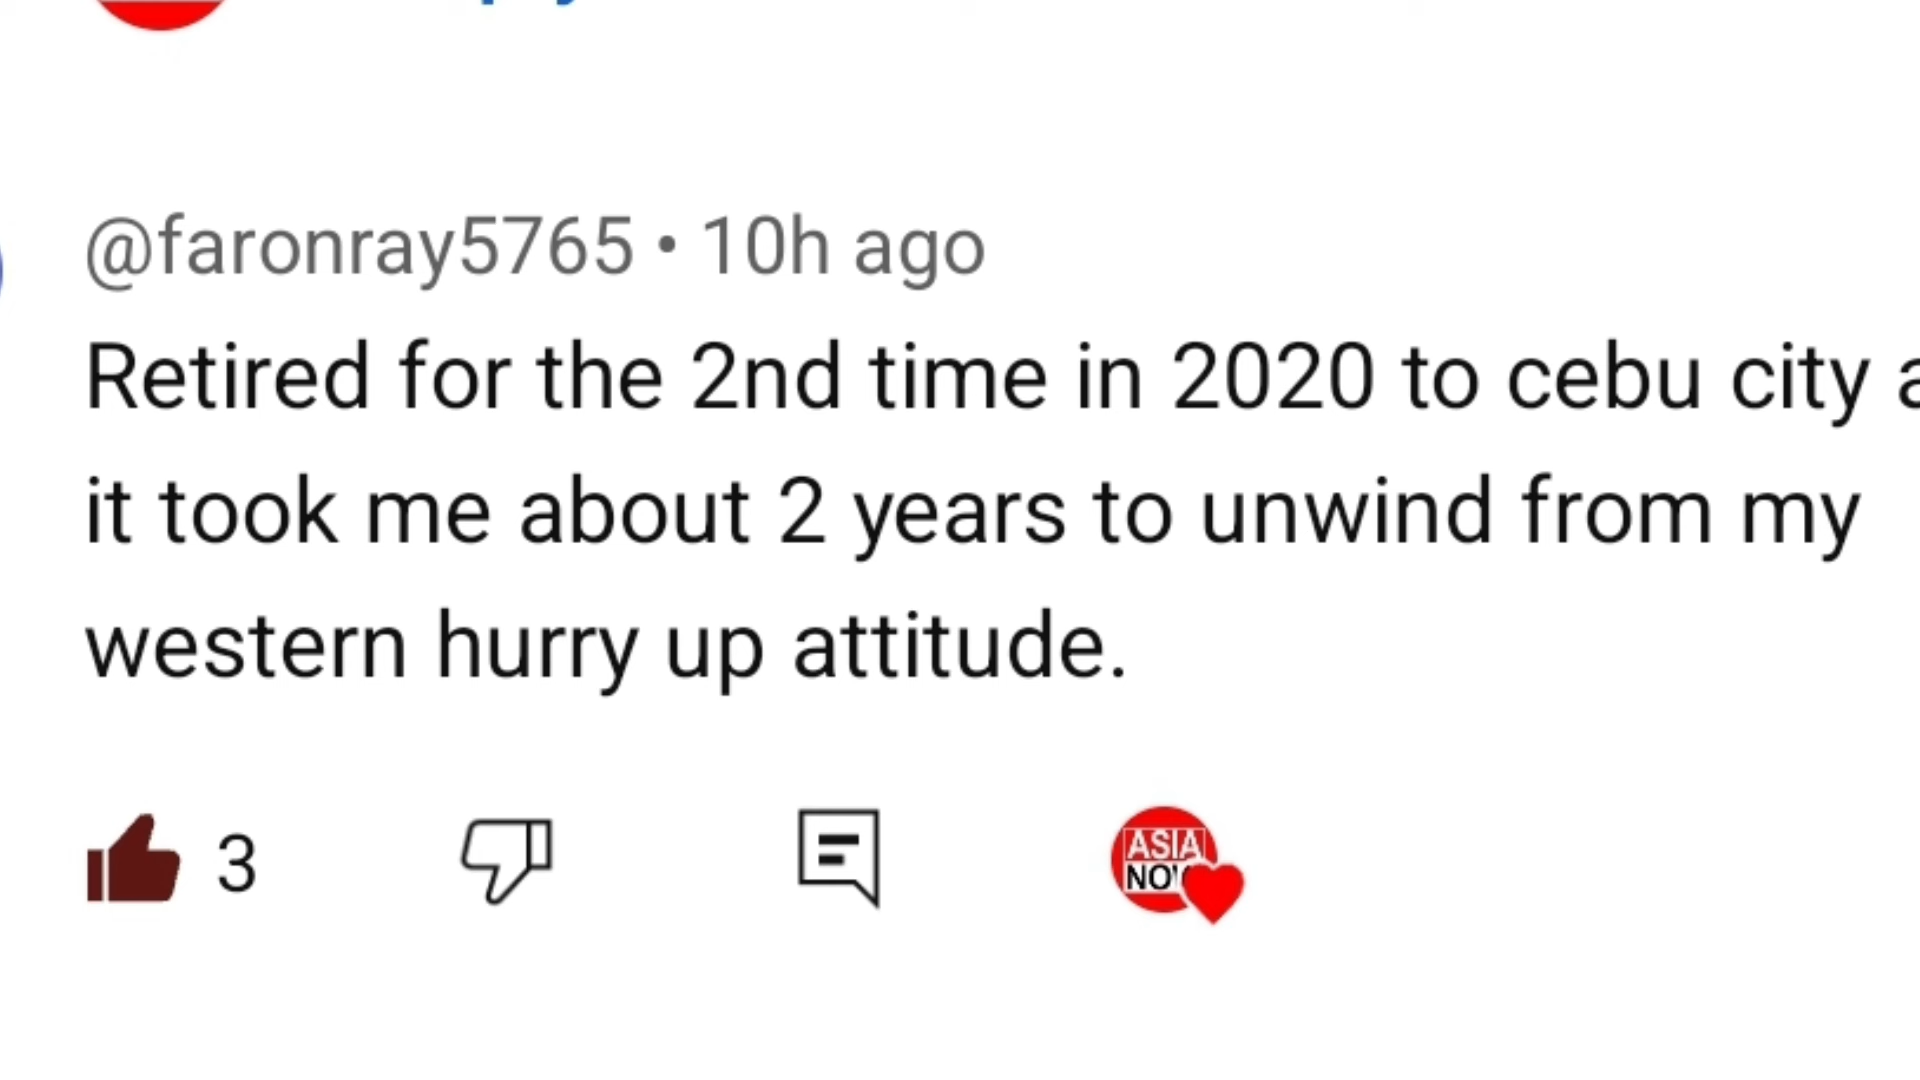 @faronray5765 • 10h ago
Retired for the 2nd time in 2020 to cebu city
it took me about 2 years to unwind from my
western hurry up attitude.
3
ASIA